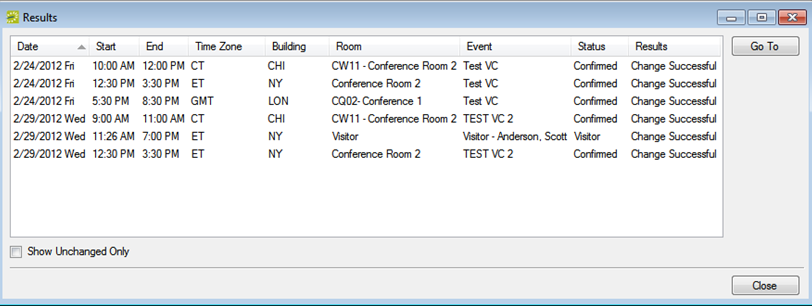 Results
Date Start End Time Zone Building Room Event Status Results
2/24/2012 Fri 10:00 AM 12:00 PM CT CHI CW11 - Conference Room 2 Test VC Confirmed Change Successful
2/24/2012 Fri 12:30 PM 3:30 PM ET NY Conference Room 2 Test VC Confirmed Change Successful
2/24/2012 Fri 5:30 PM 8:30 PM GMT LON CQ02- Conference 1 Test VC Confirmed Change Successful
2/29/2012 Wed 9:00 AM 11:00 AM CT CHI CW11 - Conference Room 2 TEST VC 2 Confirmed Change Successful
2/29/2012 Wed 11:26 AM 7:00 PM ET NY Visitor Visitor - Anderson, Scott Visitor Change Successful
2/29/2012 Wed 12:30 PM 3:30 PM ET NY Conference Room 2 TEST VC 2 Confirmed Change Successful
Go To
Show Unchanged Only
Close